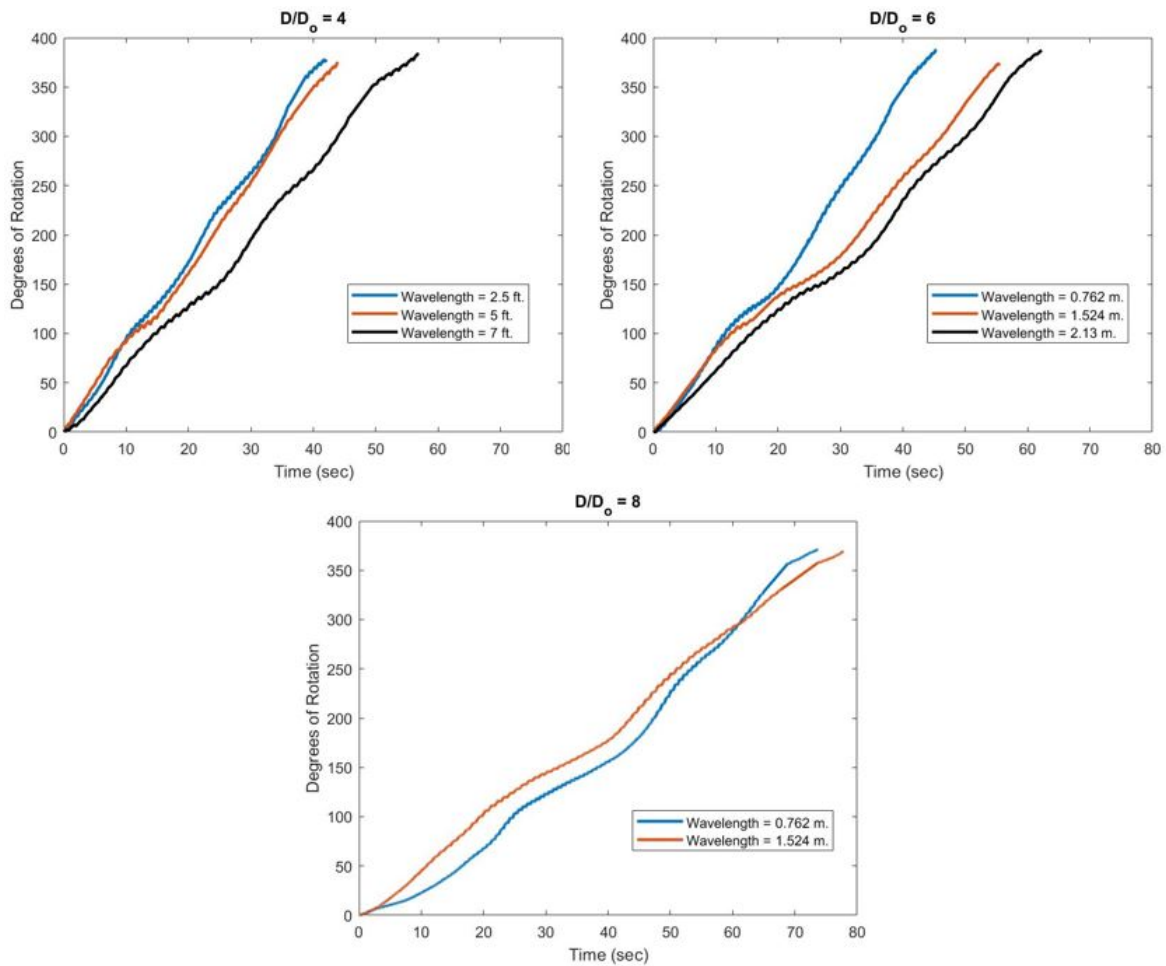 D/Do = 4
400
350
300
250
200
150
100
50
0
Degrees of Rotation
Wavelength = 2.5 ft.
Wavelength = 5 ft.
Wavelength = 7 ft.
0 10 20 30 40 50 60 70 80
Time (sec)
D/Do = 6
400
350
300
250
200
150
100
50
0
Degrees of Rotation
Wavelength = 0.762 m.
Wavelength = 1.524 m.
Wavelength = 2.13 m.
0 10 20 30 40 50 60 70 80
Time (sec)
D/Do = 8
400
350
300
250
200
150
100
50
0
Degrees of Rotation
Wavelength = 0.762 m.
Wavelength = 1.524 m.
0 10 20 30 40 50 60 70 80
Time (sec)